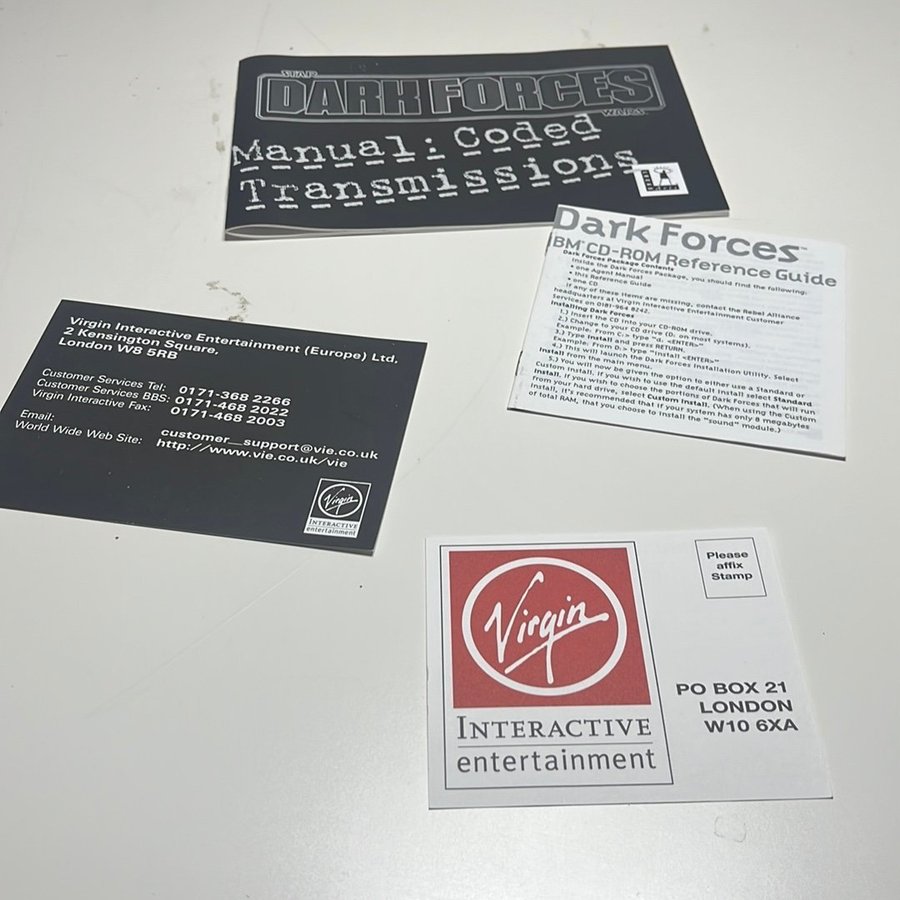 STAR
DARK FORCES
WARS
Manual: Coded
Transmissions
Dark Forces™
IBM® CD-ROM Reference Guide
Dark Forces Package Contents
Inside the Dark Forces Package, you should find the following:
• one Agent Manual
• this Reference Guide
• one CD
If any of these items are missing, contact the Rebel Alliance
headquarters at Virgin Interactive Entertainment Customer
Services on 0181-964 8242.
Installing Dark Forces
1.) Insert the CD into your CD-ROM drive.
2.) Change to your CD drive (D: on most systems).
Example: From C:> type "d: <ENTER>"
3.) Type Install and press RETURN.
Example: From D:> type "install <ENTER>"
4.) This will launch the Dark Forces Installation Utility. Select
Install from the main menu.
5.) You will now be given the option to either use a Standard or
Custom Install. If you wish to use the default install select Standard
Install. If you wish to choose the portions of Dark Forces that will run
from your hard drive, select Custom Install. (When using the Custom
Install, it's recommended that if your system has only 8 megabytes
of total RAM, that you choose to install the "sound" module.)
Virgin Interactive Entertainment (Europe) Ltd,
2 Kensington Square,
London W8 5RB
Customer Services Tel: 0171-368 2266
Customer Services BBS: 0171-468 2022
Virgin Interactive Fax: 0171-468 2003
Email: customer_support@vie.co.uk
World Wide Web Site: http://www.vie.co.uk/vie
Virgin
INTERACTIVE
entertainment
Virgin
INTERACTIVE
entertainment
Please
affix
Stamp
PO BOX 21
LONDON
W10 6XA